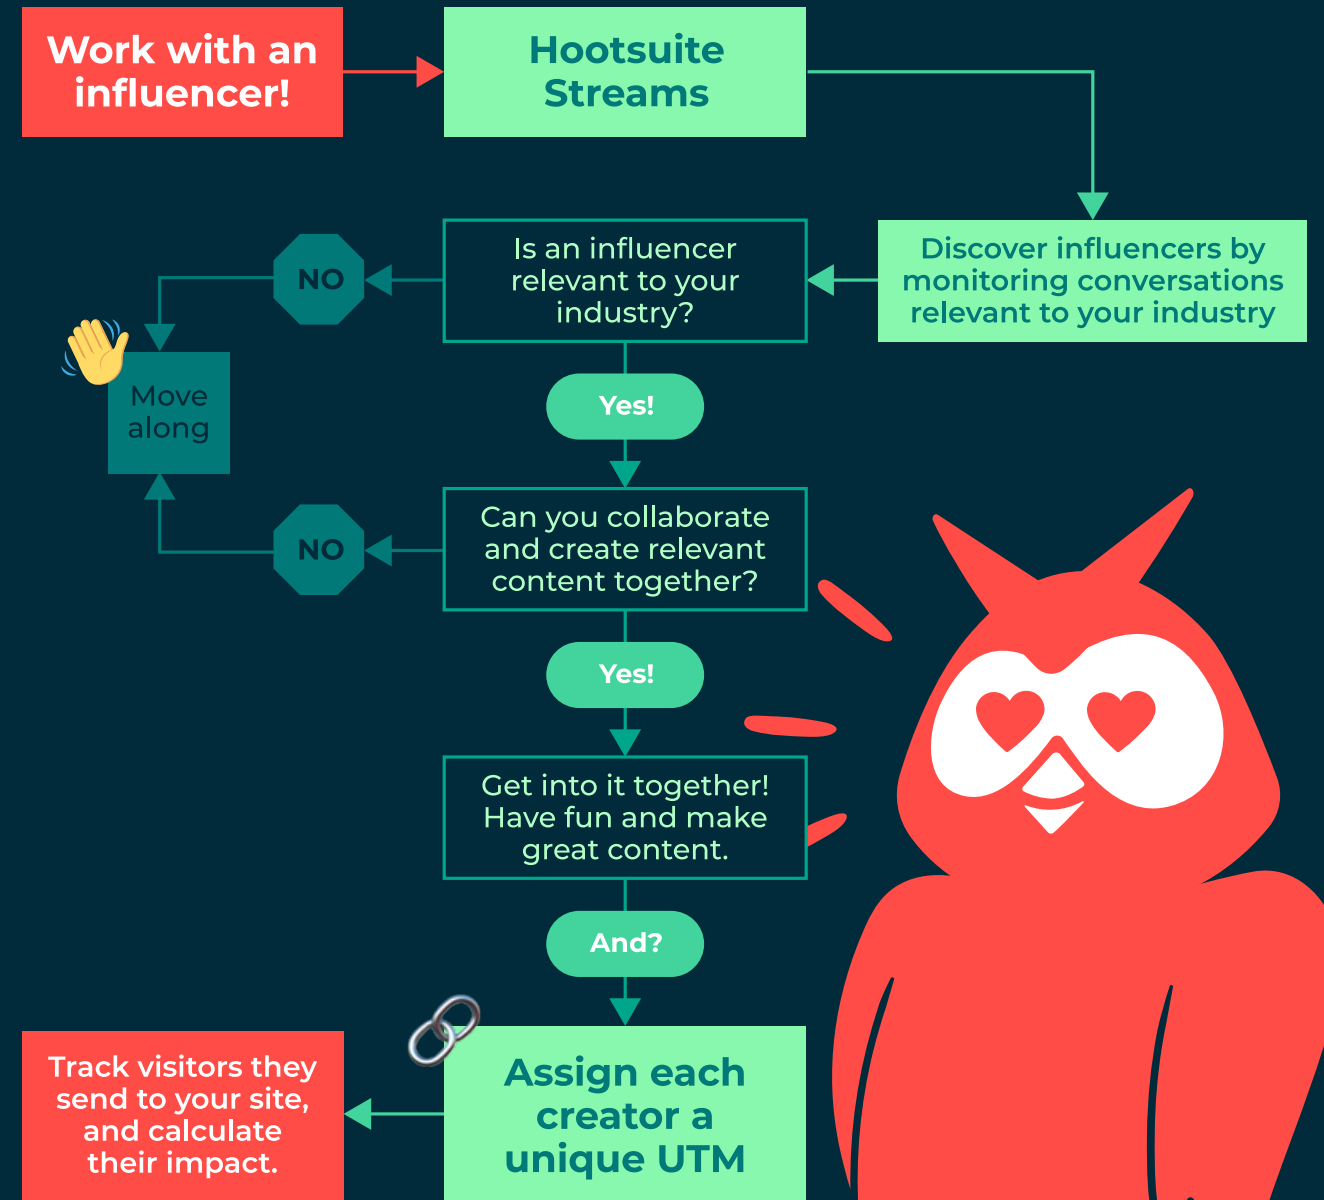 Work with an
influencer!
Hootsuite
Streams
Discover influencers by
monitoring conversations
relevant to your industry
Is an influencer
relevant to your
industry?
NO
Move
along
Yes!
Can you collaborate
and create relevant
content together?
NO
Yes!
Get into it together!
Have fun and make
great content.
And?
Assign each
creator a
unique UTM
Track visitors they
send to your site,
and calculate
their impact.